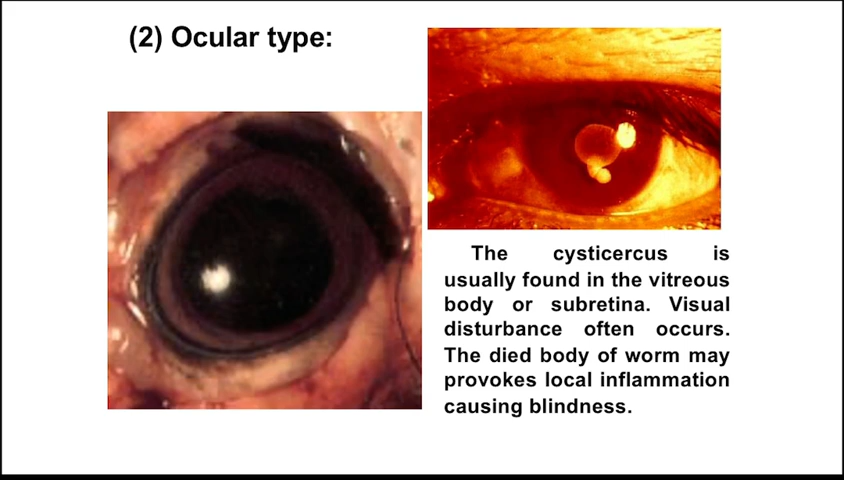 (2) Ocular type:
The cysticercus is
usually found in the vitreous
body or subretina. Visual
disturbance often occurs.
The died body of worm may
provokes local inflammation
causing blindness.